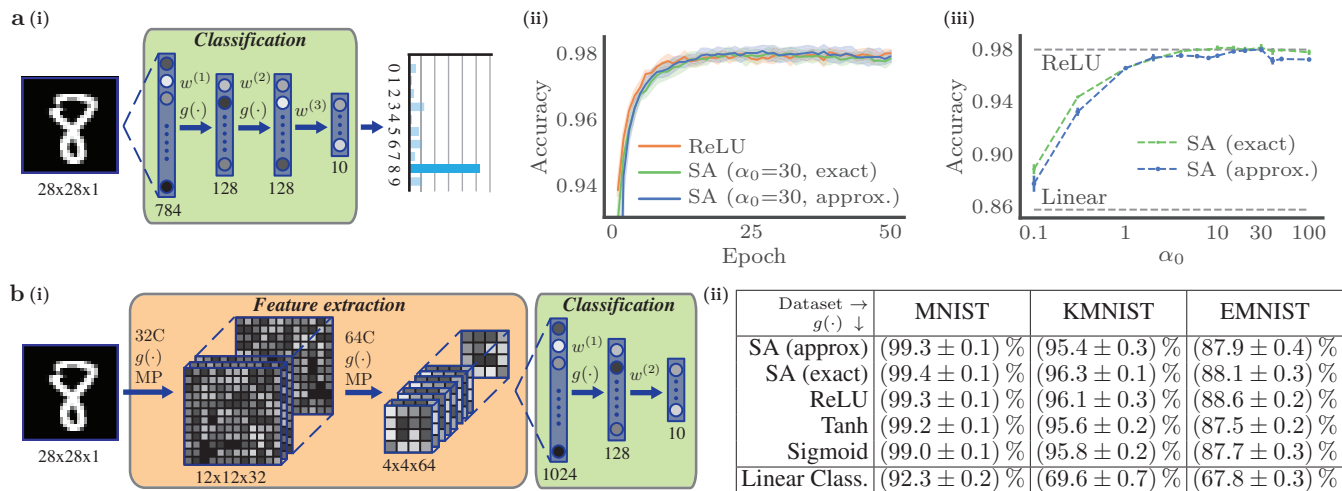 a (i)
Classification
w(1)
g(·)
w(2)
g(·)
w(3)
28x28x1
784
128
128
10
0 1 2 3 4 5 6 7 8 9
(ii)
Accuracy
0.98
0.96
0.94
ReLU
SA (α0=30, exact)
SA (α0=30, approx.)
0
25
50
Epoch
(iii)
Accuracy
0.98
0.94
0.90
0.86
ReLU
SA (exact)
SA (approx.)
Linear
0.1
1
10
30
100
α0
b (i)
Feature extraction
32C
g(·)
MP
64C
g(·)
MP
28x28x1
12x12x32
4x4x64
Classification
w(1)
g(·)
w(2)
1024
128
10
(ii)
Dataset →
g(·) ↓
MNIST KMNIST EMNIST
SA (approx) (99.3 ± 0.1) % (95.4 ± 0.3) % (87.9 ± 0.4) %
SA (exact) (99.4 ± 0.1) % (96.3 ± 0.1) % (88.1 ± 0.3) %
ReLU (99.3 ± 0.1) % (96.1 ± 0.3) % (88.6 ± 0.2) %
Tanh (99.2 ± 0.1) % (95.6 ± 0.2) % (87.5 ± 0.2) %
Sigmoid (99.0 ± 0.1) % (95.8 ± 0.2) % (87.7 ± 0.3) %
Linear Class. (92.3 ± 0.2) % (69.6 ± 0.7) % (67.8 ± 0.3) %